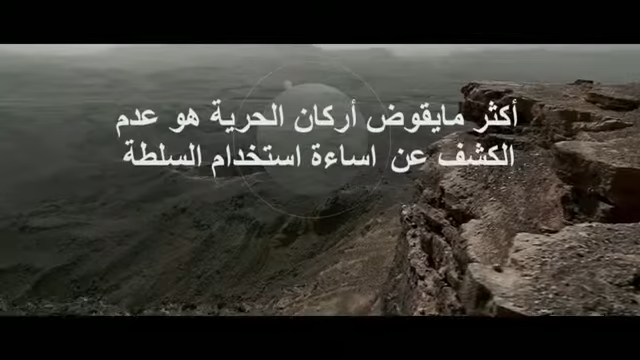 أكثر مايقوض أركان الحرية هو عدم
الكشف عن اساءة استخدام السلطة